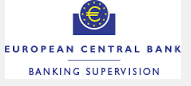 EUROPEAN CENTRAL BANK
BANKING SUPERVISION